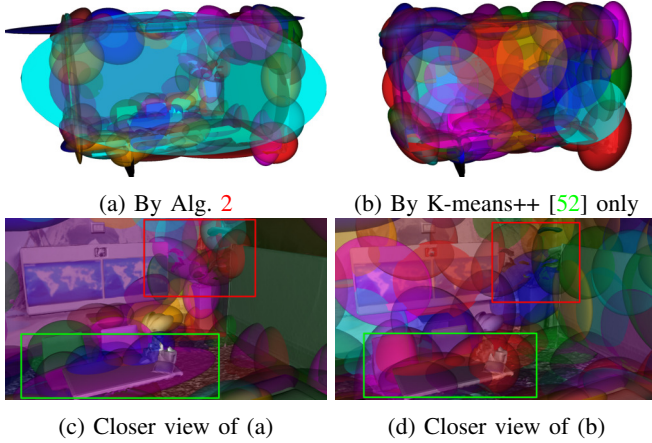 (a) By Alg. 2
(b) By K-means++ [52] only
(c) Closer view of (a)
(d) Closer view of (b)